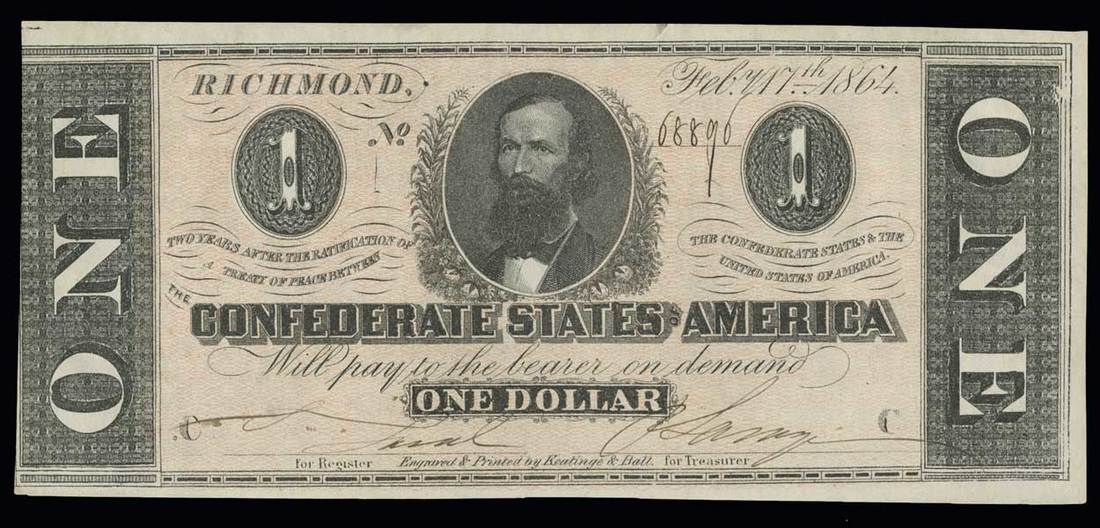 RICHMOND,
Feb.y 17th 1864.
ONE
1
No
68896
1
ONE
TWO YEARS AFTER THE RATIFICATION OF
A TREATY OF PEACE BETWEEN
THE CONFEDERATE STATES & THE
UNITED STATES OF AMERICA.
THE
CONFEDERATE STATES OF AMERICA
Will pay to the bearer on demand
ONE DOLLAR
C
C
for Register Engraved & Printed by Keatinge & Ball. for Treasurer